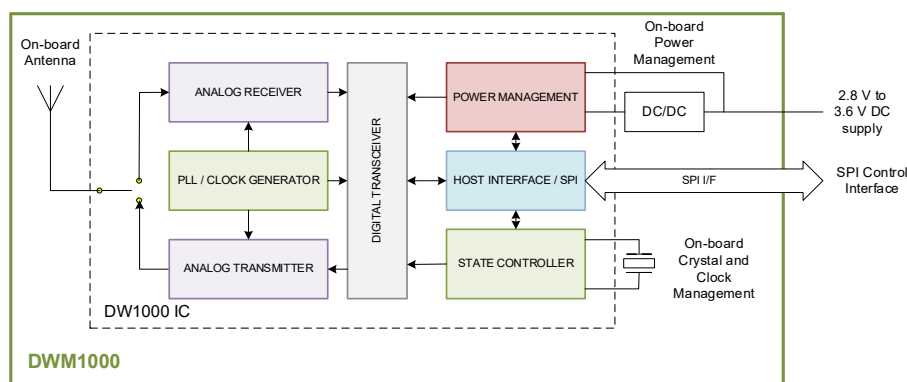 On-board
Antenna
ANALOG RECEIVER
PLL / CLOCK GENERATOR
ANALOG TRANSMITTER
DIGITAL TRANSCEIVER
POWER MANAGEMENT
HOST INTERFACE / SPI
STATE CONTROLLER
DW1000 IC
On-board
Power
Management
DC/DC
2.8 V to
3.6 V DC
supply
SPI I/F
SPI Control
Interface
On-board
Crystal and
Clock
Management
DWM1000